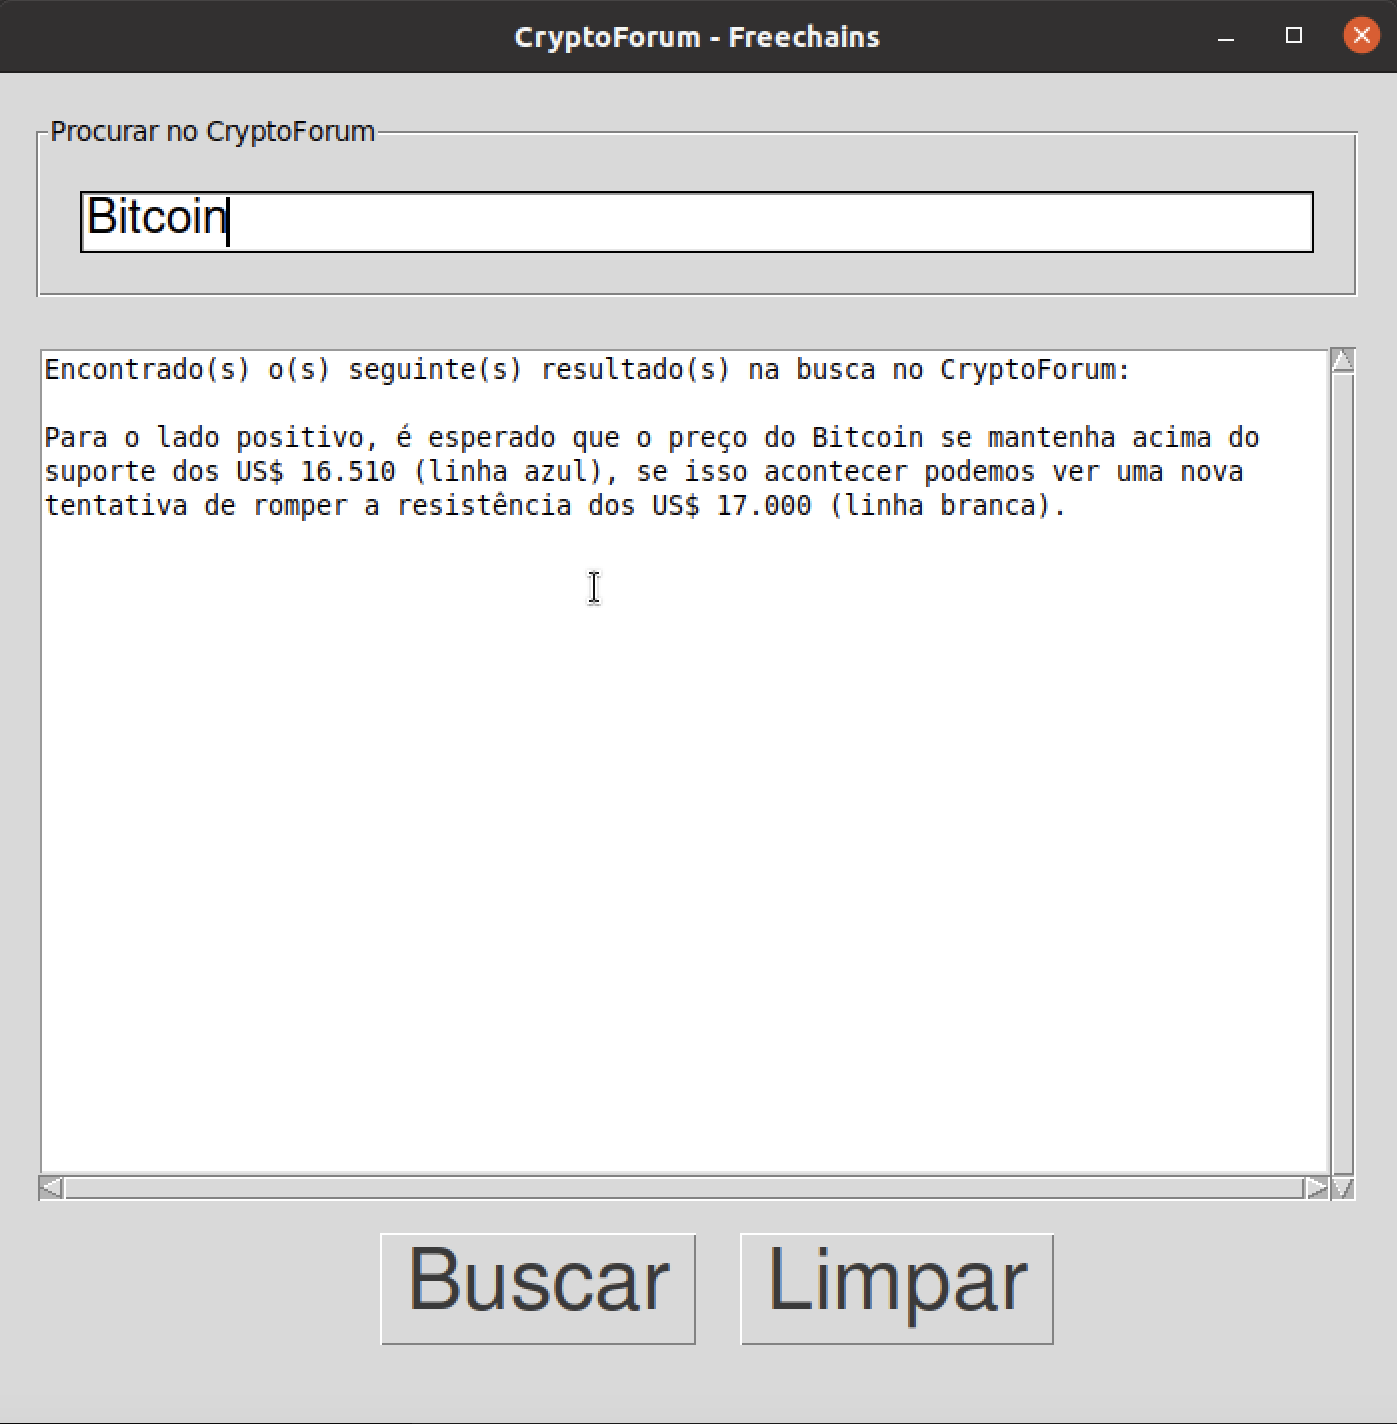 CryptoForum - Freechains
Procurar no CryptoForum
Bitcoin
Encontrado(s) o(s) seguinte(s) resultado(s) na busca no CryptoForum:
Para o lado positivo, é esperado que o preço do Bitcoin se mantenha acima do
suporte dos US$ 16.510 (linha azul), se isso acontecer podemos ver uma nova
tentativa de romper a resistência dos US$ 17.000 (linha branca).
Buscar
Limpar